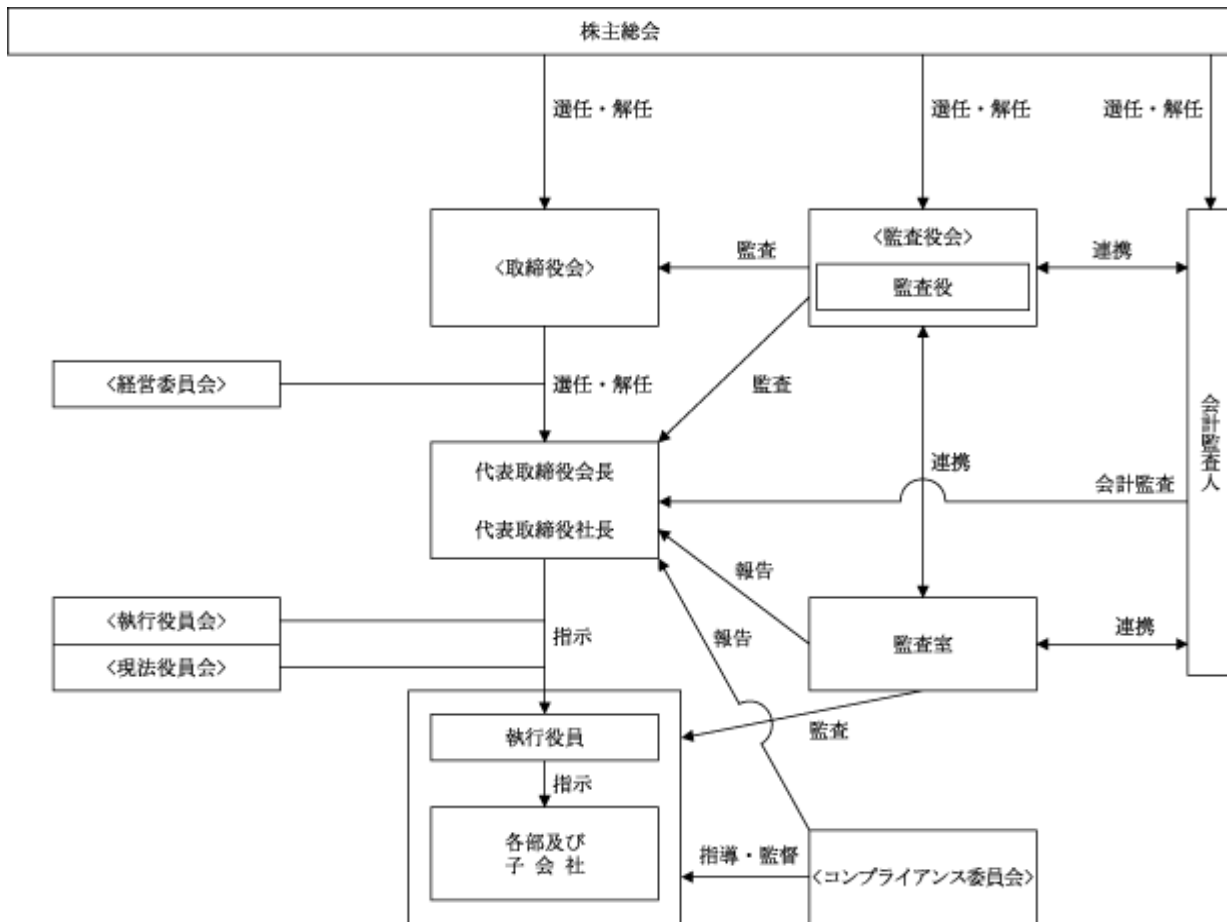 株主総会
選任・解任
選任・解任
選任・解任
<取締役会>
監査
<監査役会>
監査役
連携
<経営委員会>
選任・解任
監査
会計監査人
代表取締役会長
代表取締役社長
連携
会計監査
報告
<執行役員会>
<現法役員会>
指示
報告
監査室
連携
執行役員
監査
指示
各部及び
子会社
指導・監督
<コンプライアンス委員会>